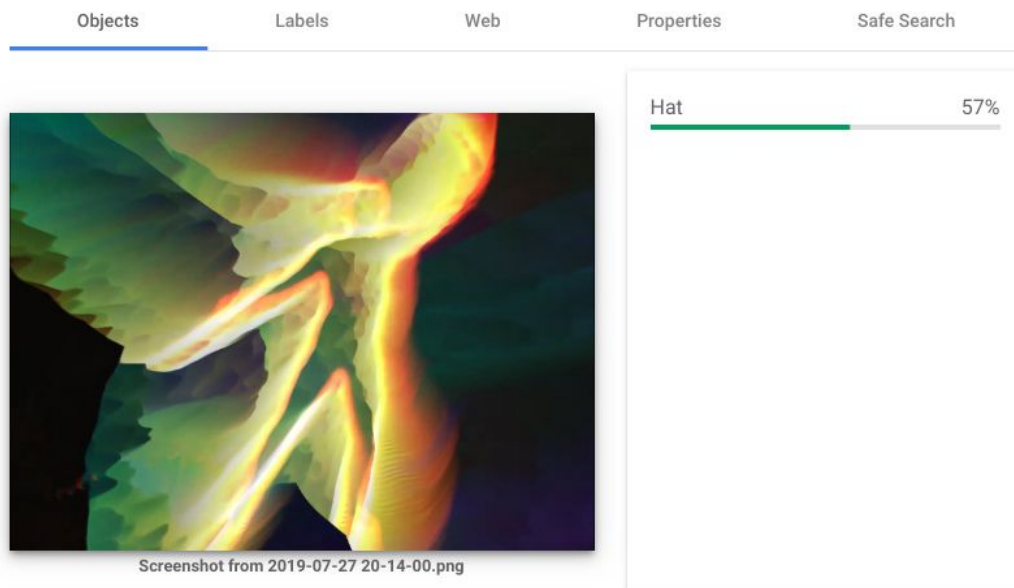 Objects Labels Web Properties Safe Search
Hat 57%
Screenshot from 2019-07-27 20-14-00.png